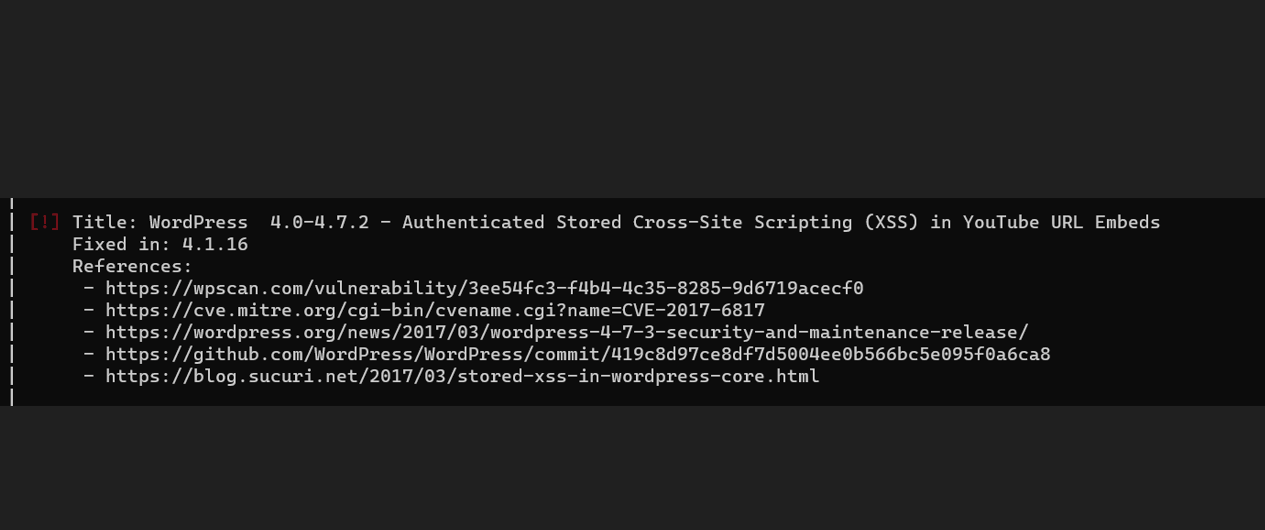 [!] Title: WordPress  4.0-4.7.2 - Authenticated Stored Cross-Site Scripting (XSS) in YouTube URL Embeds
Fixed in: 4.1.16
References:
- https://wpscan.com/vulnerability/3ee54fc3-f4b4-4c35-8285-9d6719acecf0
- https://cve.mitre.org/cgi-bin/cvename.cgi?name=CVE-2017-6817
- https://wordpress.org/news/2017/03/wordpress-4-7-3-security-and-maintenance-release/
- https://github.com/WordPress/WordPress/commit/419c8d97ce8df7d5004ee0b566bc5e095f0a6ca8
- https://blog.sucuri.net/2017/03/stored-xss-in-wordpress-core.html